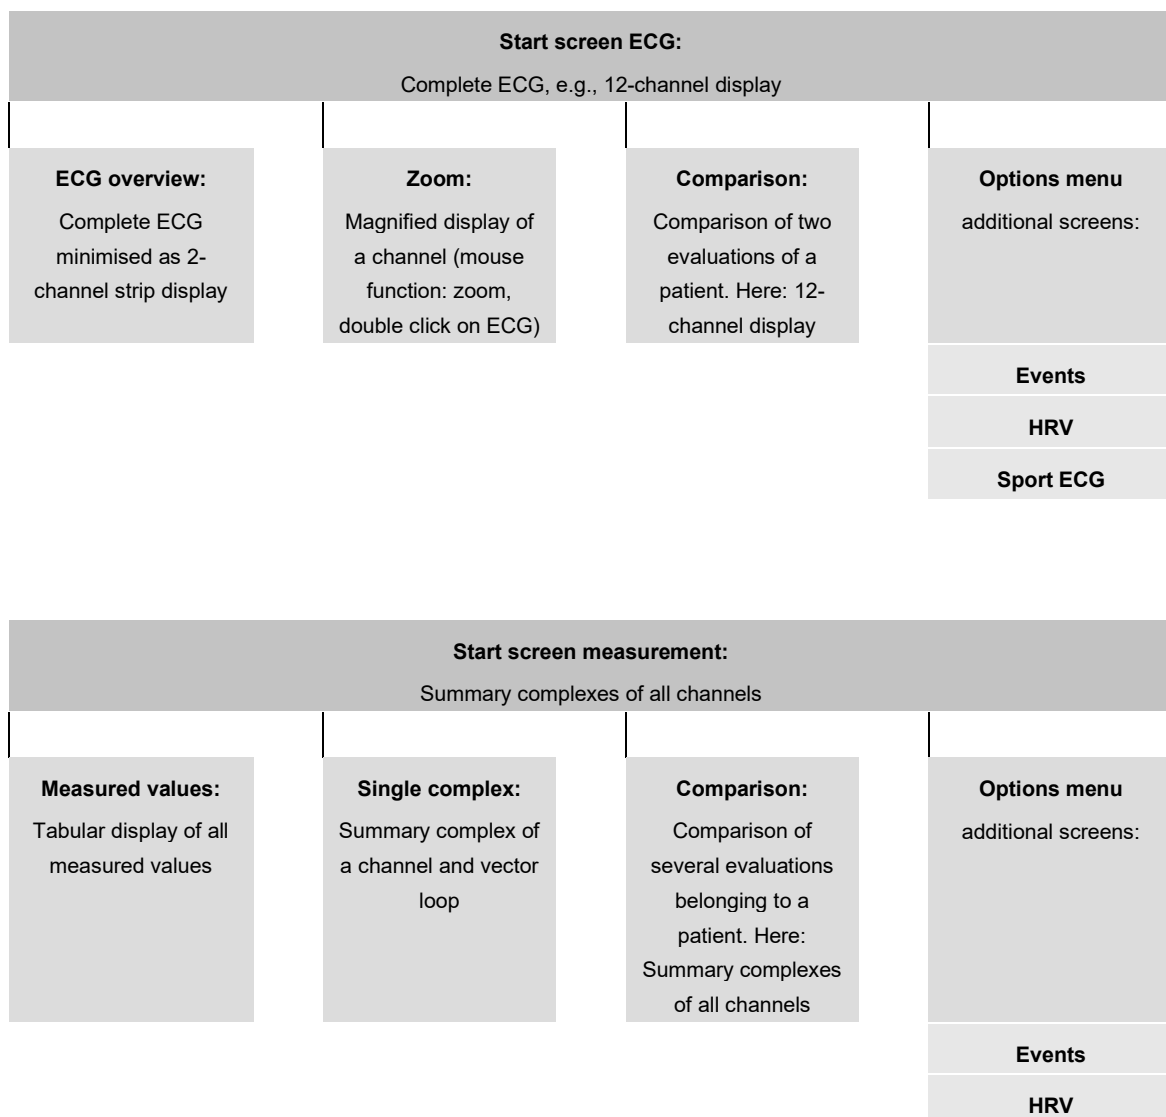 Start screen ECG:
Complete ECG, e.g., 12-channel display
ECG overview:
Complete ECG
minimised as 2-
channel strip display
Zoom:
Magnified display of
a channel (mouse
function: zoom,
double click on ECG)
Comparison:
Comparison of two
evaluations of a
patient. Here: 12-
channel display
Options menu
additional screens:
Events
HRV
Sport ECG
Start screen measurement:
Summary complexes of all channels
Measured values:
Tabular display of all
measured values
Single complex:
Summary complex of
a channel and vector
loop
Comparison:
Comparison of
several evaluations
belonging to a
patient. Here:
Summary complexes
of all channels
Options menu
additional screens:
Events
HRV